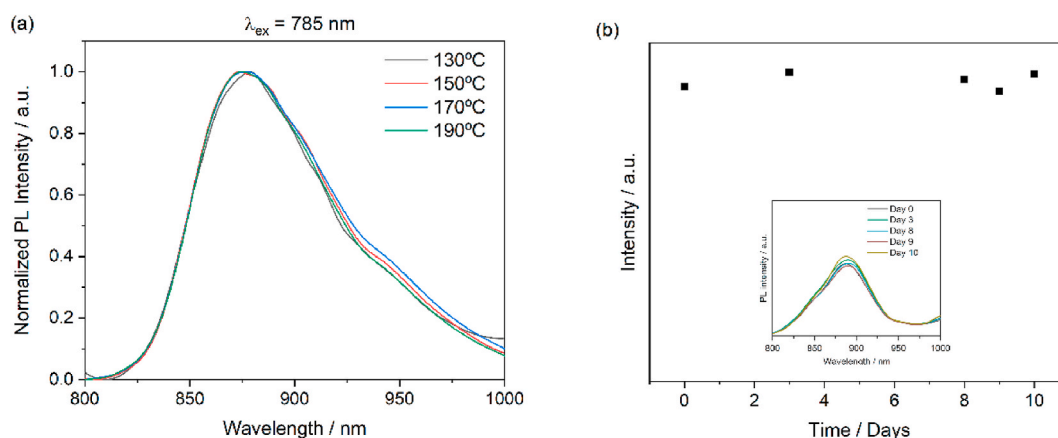 (a)
λex = 785 nm
130ºC
150ºC
170ºC
190ºC
Normalized PL Intensity / a.u.
1.0
0.8
0.6
0.4
0.2
0.0
800
850
900
950
1000
Wavelength / nm
(b)
Intensity / a.u.
Day 0
Day 3
Day 8
Day 9
Day 10
PL Intensity / a.u.
800
850
900
950
1000
Wavelength / nm
0
2
4
6
8
10
Time / Days